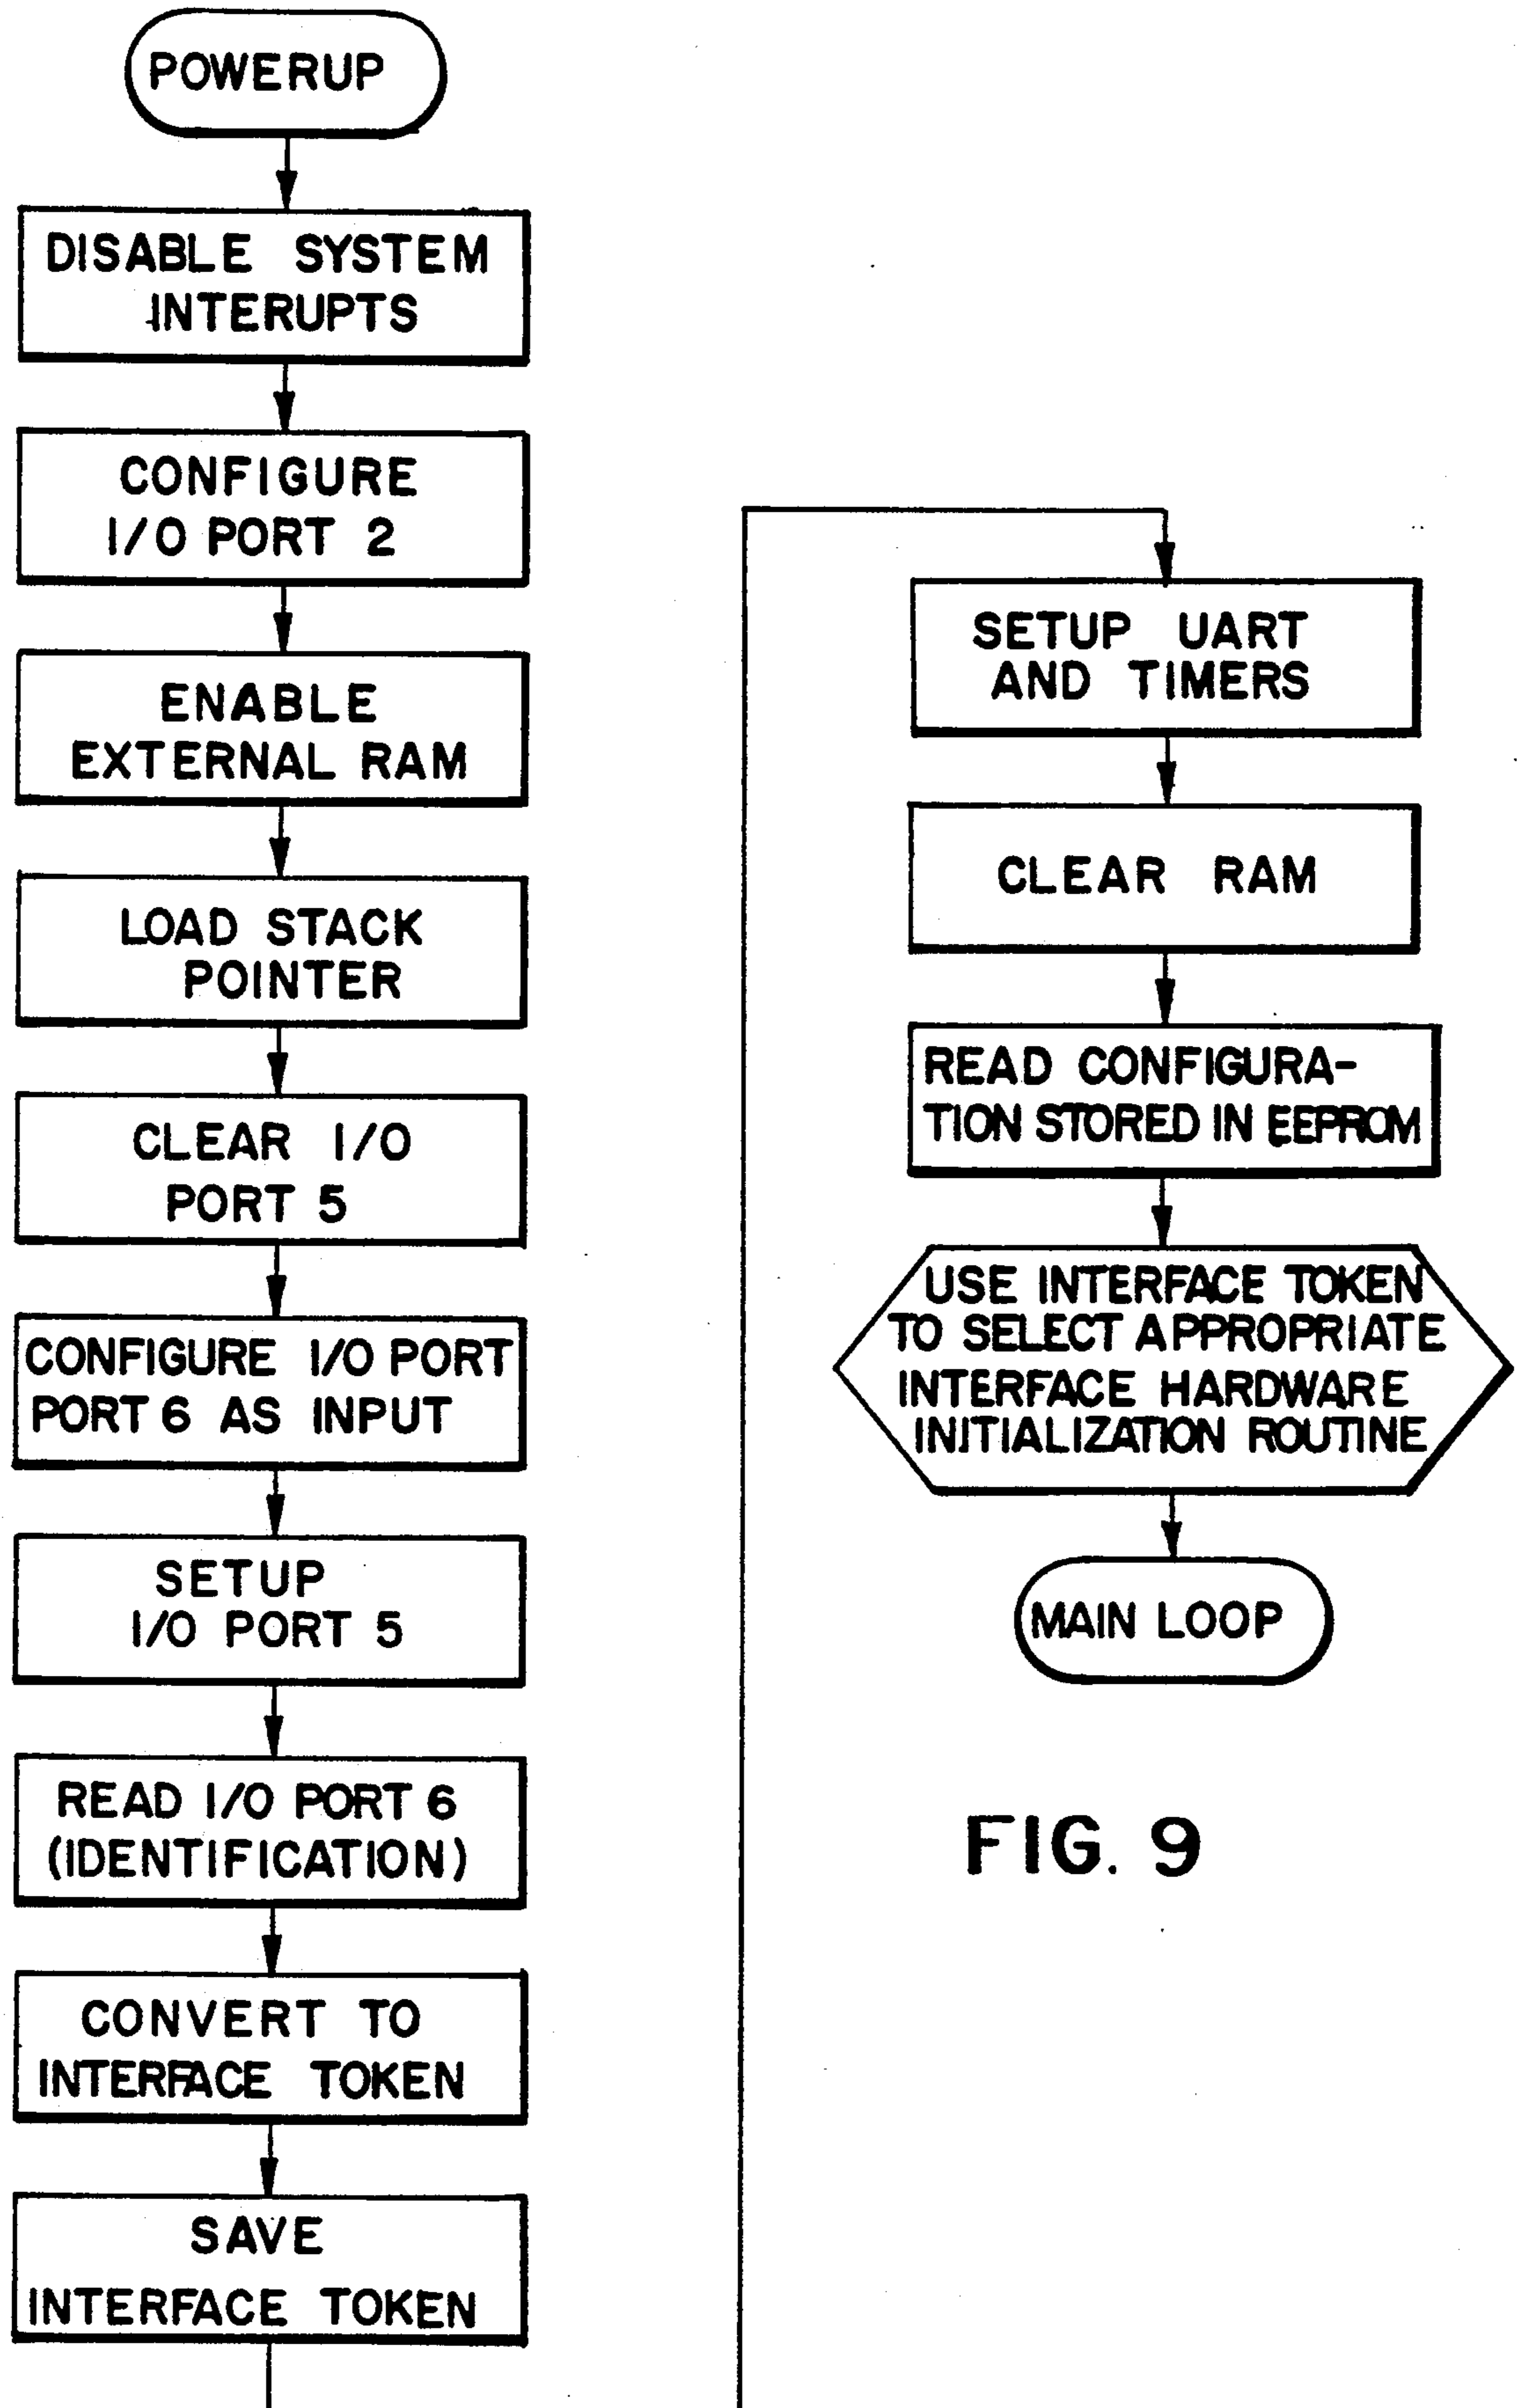 POWERUP
DISABLE SYSTEM
INTERUPTS
CONFIGURE
I/O PORT 2
ENABLE
EXTERNAL RAM
LOAD STACK
POINTER
CLEAR I/O
PORT 5
CONFIGURE I/O PORT
PORT 6 AS INPUT
SETUP
I/O PORT 5
READ I/O PORT 6
(IDENTIFICATION)
CONVERT TO
INTERFACE TOKEN
SAVE
INTERFACE TOKEN
SETUP UART
AND TIMERS
CLEAR RAM
READ CONFIGURA-
TION STORED IN EEPROM
USE INTERFACE TOKEN
TO SELECT APPROPRIATE
INTERFACE HARDWARE
INITIALIZATION ROUTINE
MAIN LOOP
FIG. 9